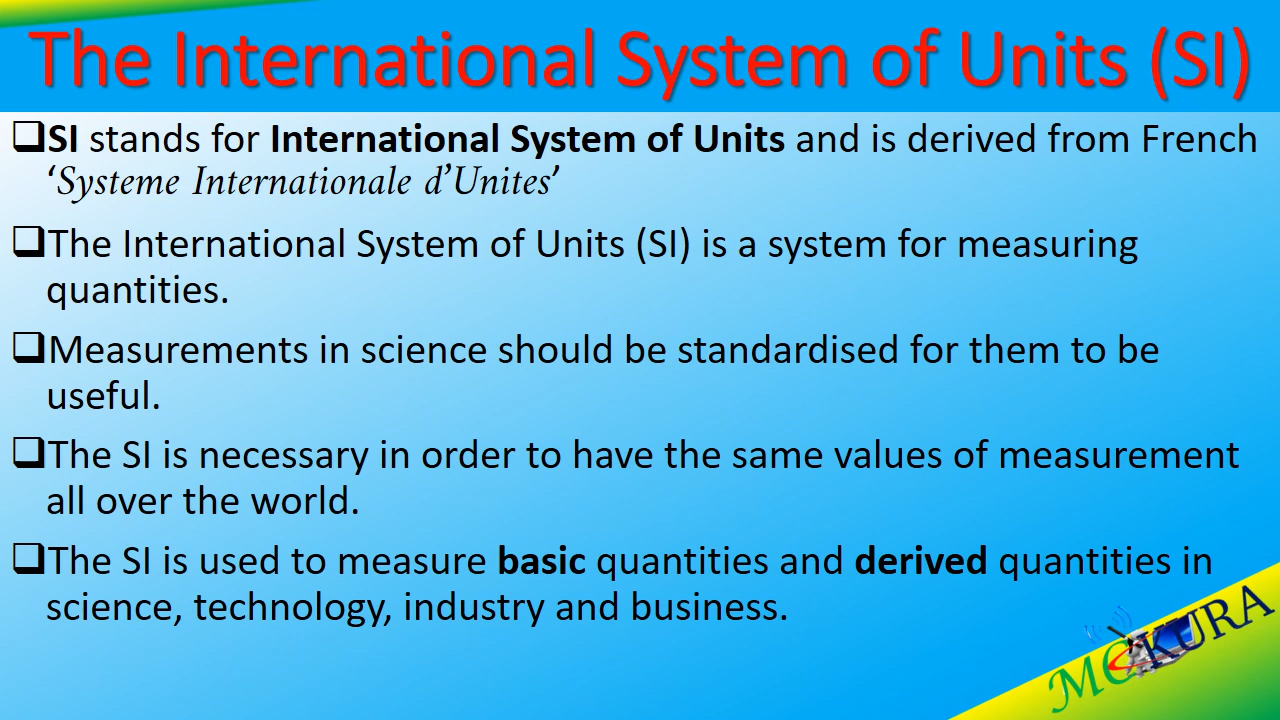 The International System of Units (SI)
❑SI stands for International System of Units and is derived from French
‘Systeme Internationale d’Unites’
❑The International System of Units (SI) is a system for measuring
quantities.
❑Measurements in science should be standardised for them to be
useful.
❑The SI is necessary in order to have the same values of measurement
all over the world.
❑The SI is used to measure basic quantities and derived quantities in
science, technology, industry and business.
MCKURA